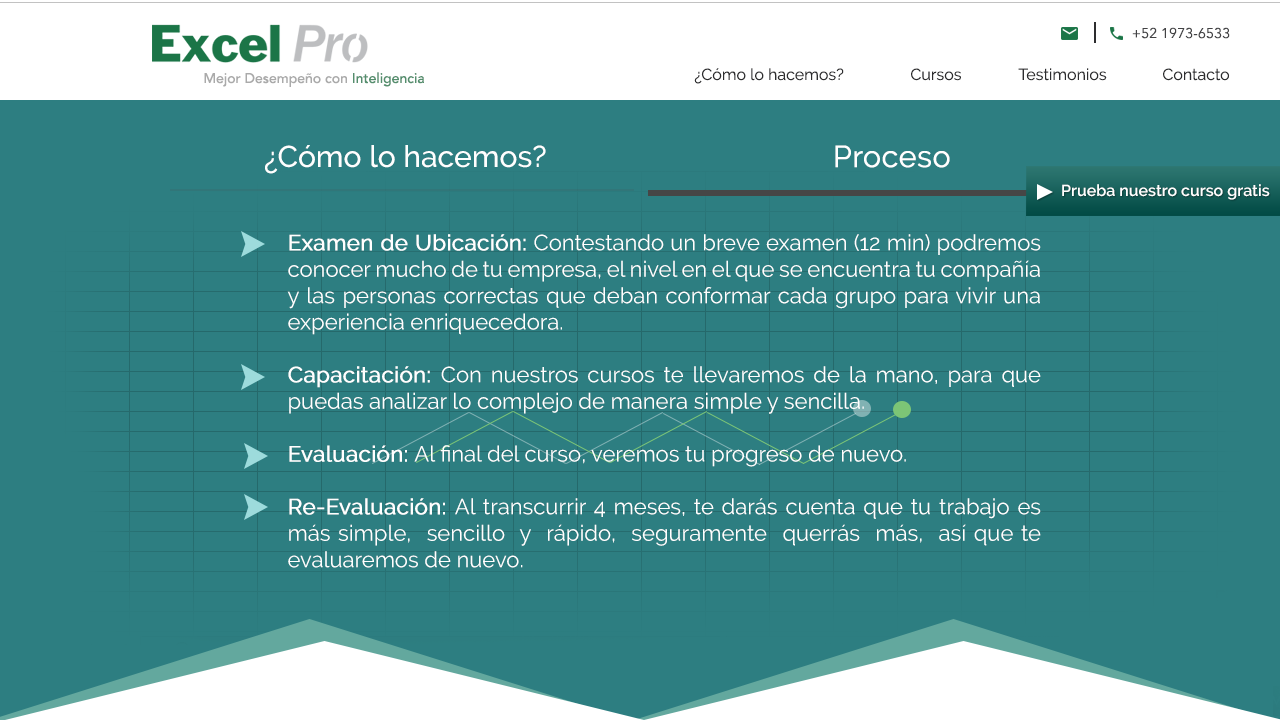 Excel Pro
Mejor Desempeño con Inteligencia
+52 1973-6533
¿Cómo lo hacemos?
Cursos
Testimonios
Contacto
¿Cómo lo hacemos?
Proceso
Prueba nuestro curso gratis
Examen de Ubicación: Contestando un breve examen (12 min) podremos
conocer mucho de tu empresa, el nivel en el que se encuentra tu compañía
y las personas correctas que deban conformar cada grupo para vivir una
experiencia enriquecedora.
Capacitación: Con nuestros cursos te llevaremos de la mano, para que
puedas analizar lo complejo de manera simple y sencilla.
Evaluación: Al final del curso, veremos tu progreso de nuevo.
Re-Evaluación: Al transcurrir 4 meses, te darás cuenta que tu trabajo es
más simple, sencillo y rápido, seguramente querrás más, así que te
evaluaremos de nuevo.